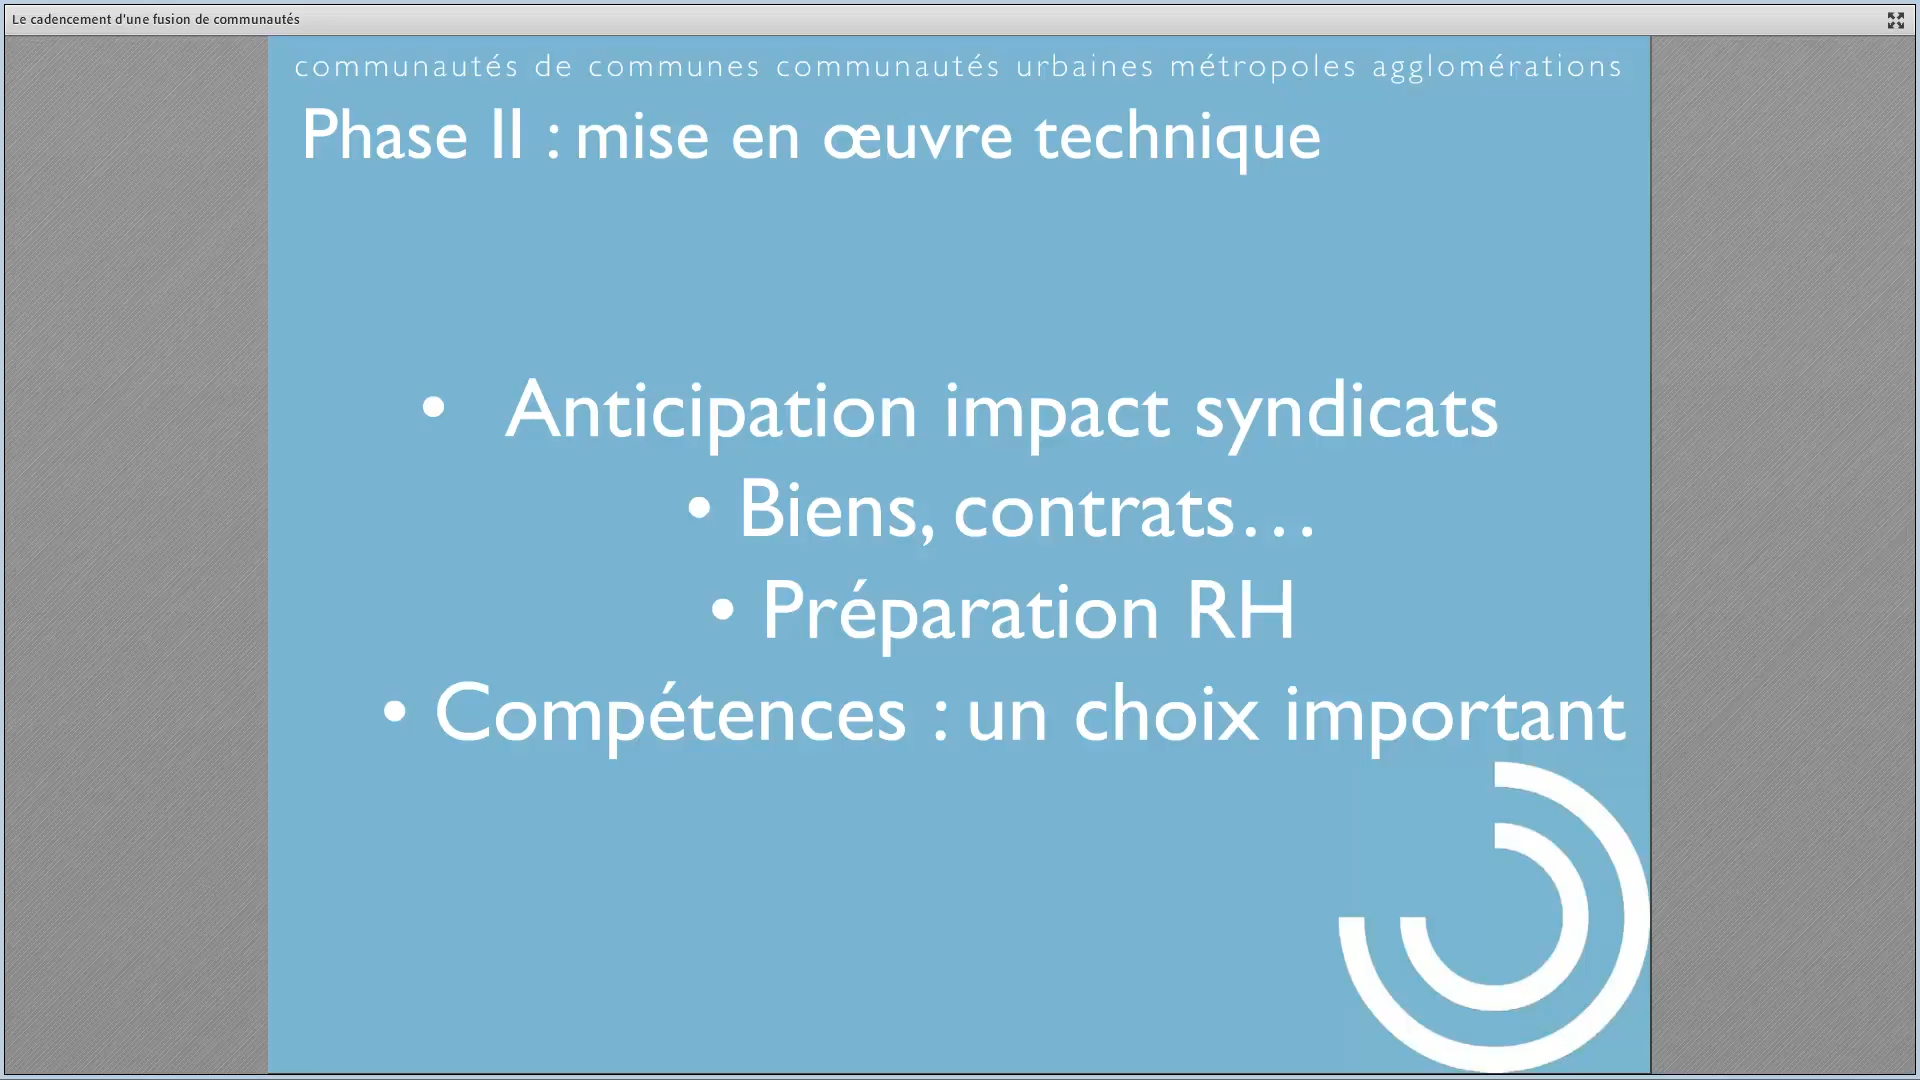 Le cadencement d'une fusion de communautés
communautés de communes communautés urbaines métropoles agglomérations
Phase II : mise en œuvre technique
• Anticipation impact syndicats
• Biens, contrats…
• Préparation RH
• Compétences : un choix important